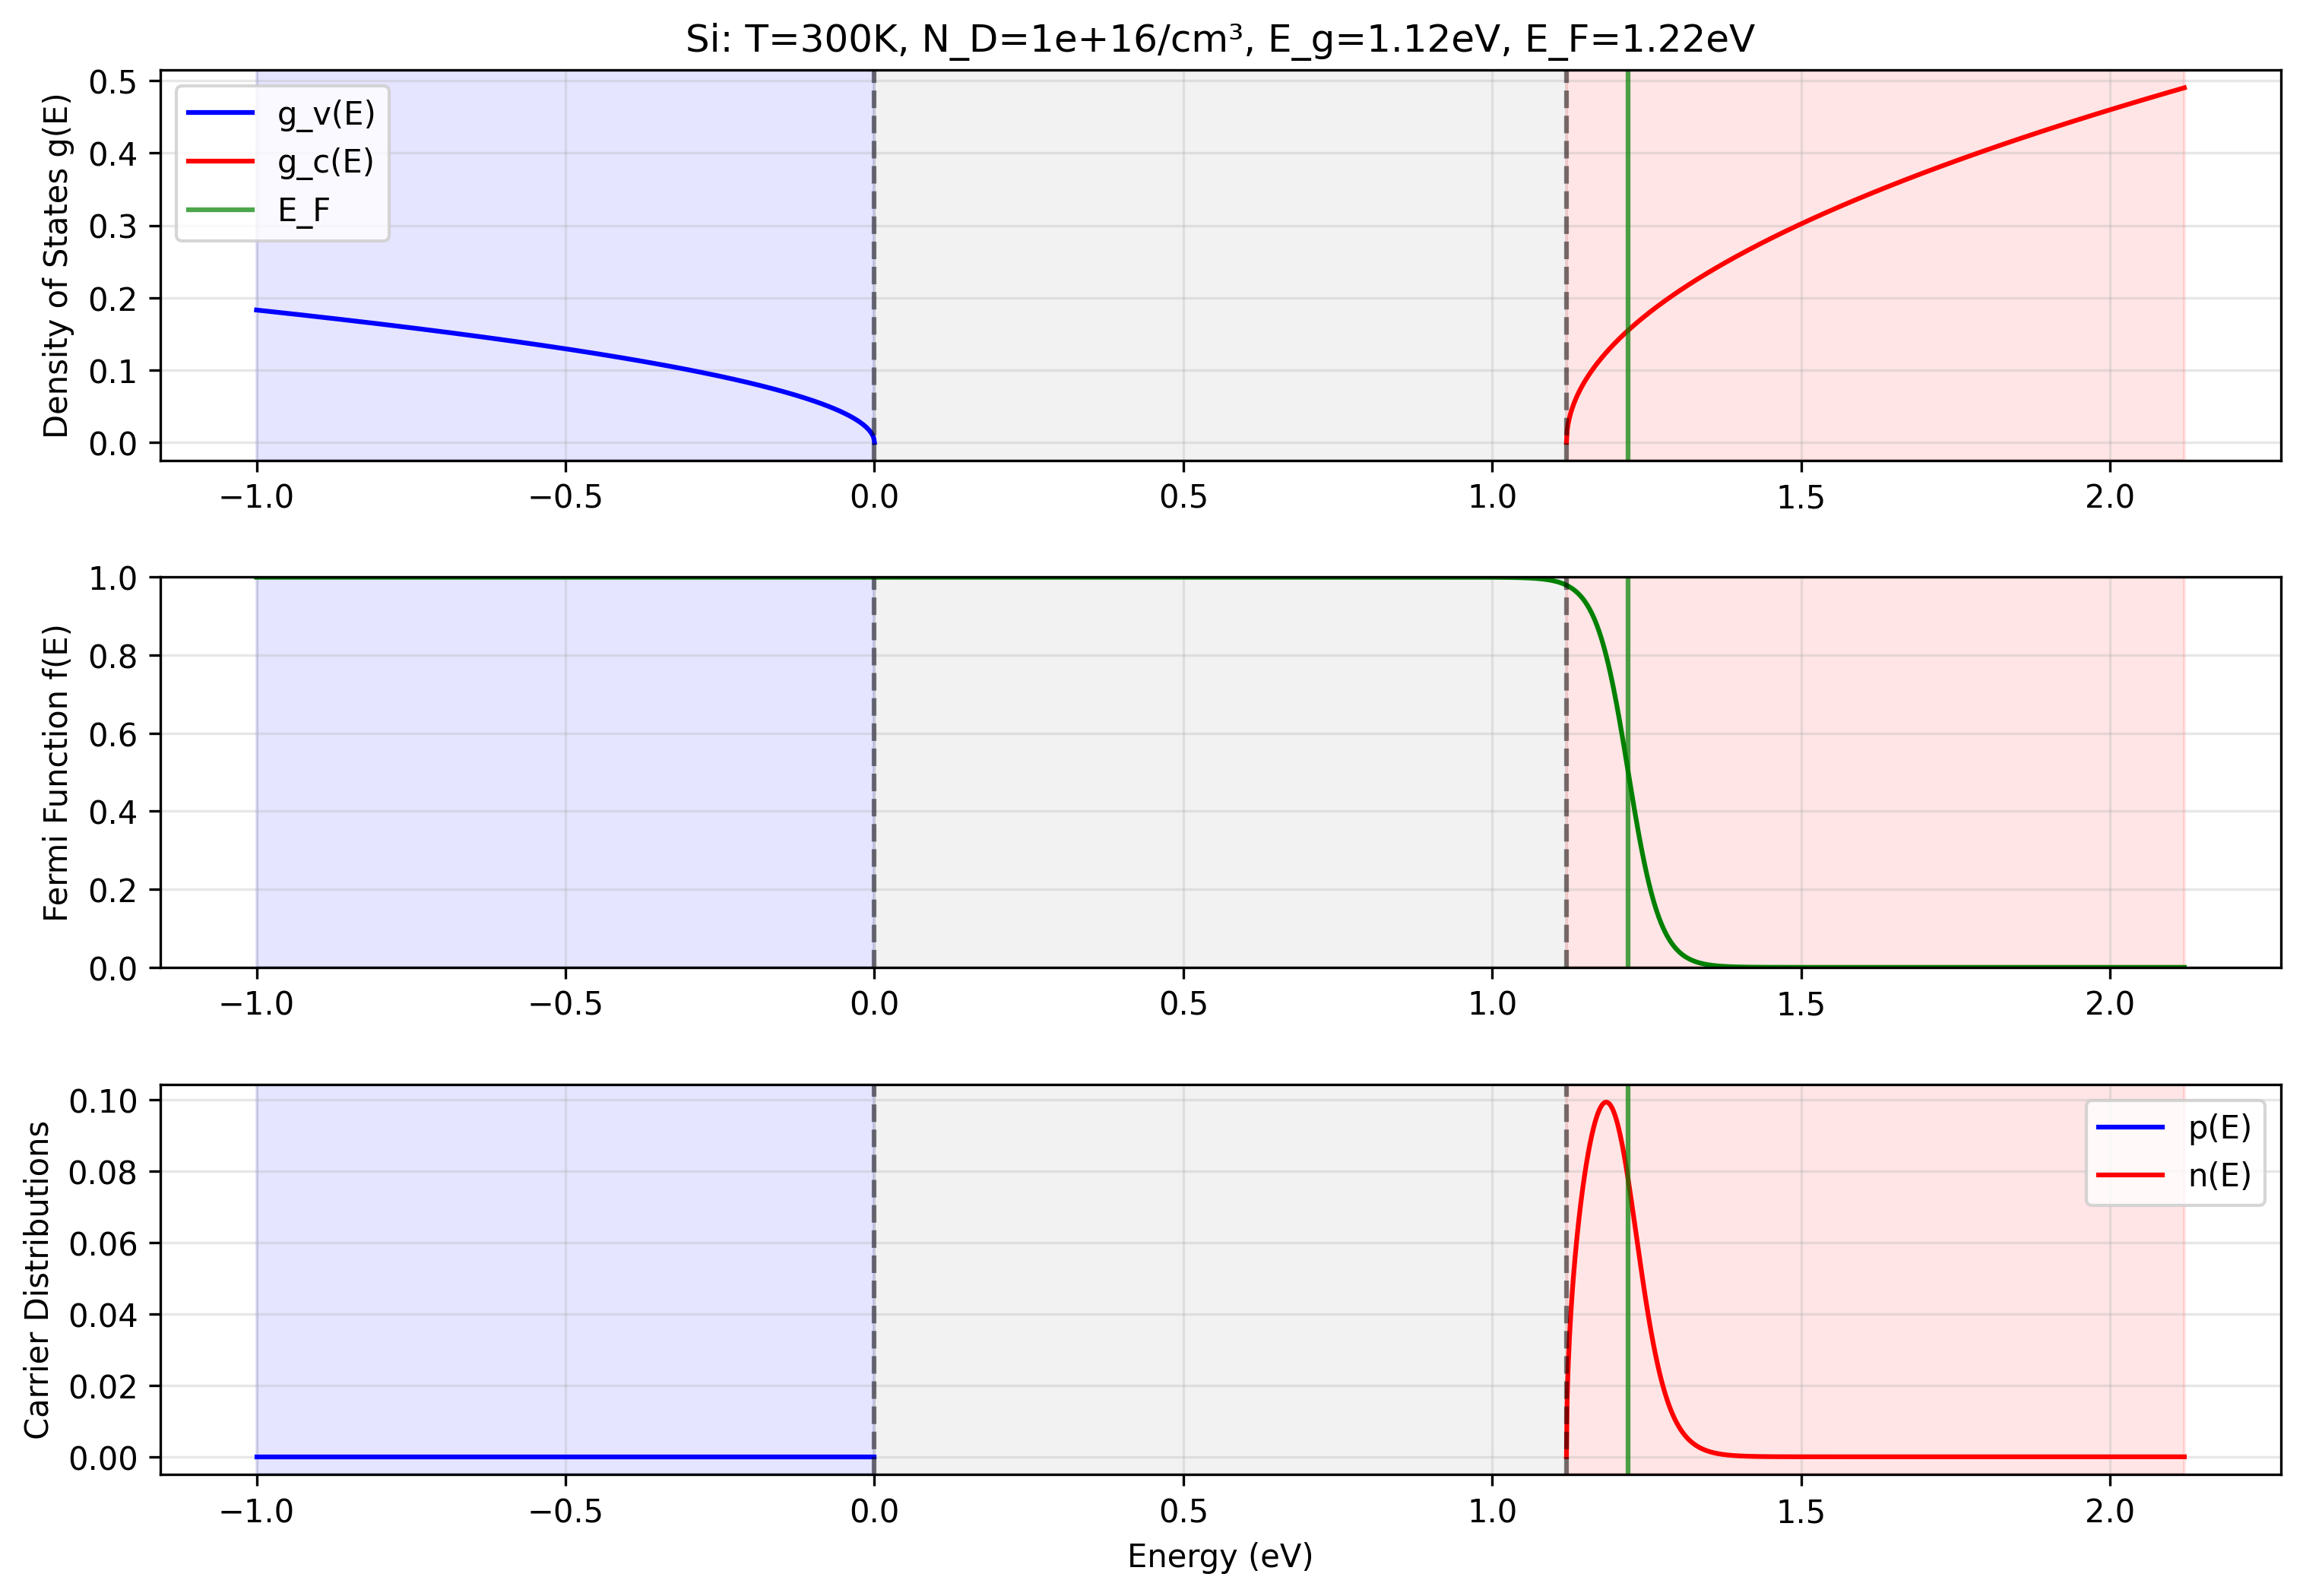 Si: T=300K, N_D=1e+16/cm³, E_g=1.12eV, E_F=1.22eV
Density of States g(E)
0.5
0.4
0.3
0.2
0.1
0.0
g_v(E)
g_c(E)
E_F
−1.0 −0.5 0.0 0.5 1.0 1.5 2.0
Fermi Function f(E)
1.0
0.8
0.6
0.4
0.2
0.0
−1.0 −0.5 0.0 0.5 1.0 1.5 2.0
Carrier Distributions
0.10
0.08
0.06
0.04
0.02
0.00
p(E)
n(E)
−1.0 −0.5 0.0 0.5 1.0 1.5 2.0
Energy (eV)